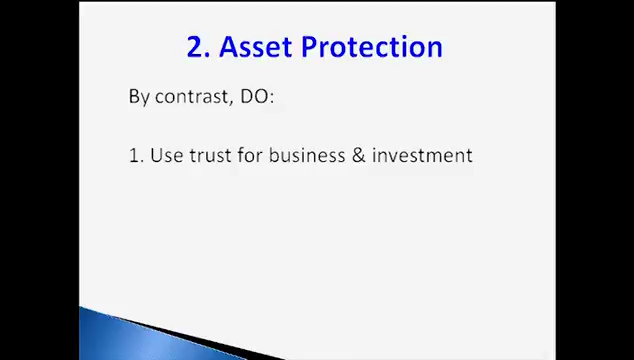 2. Asset Protection
By contrast, DO:
1. Use trust for business & investment